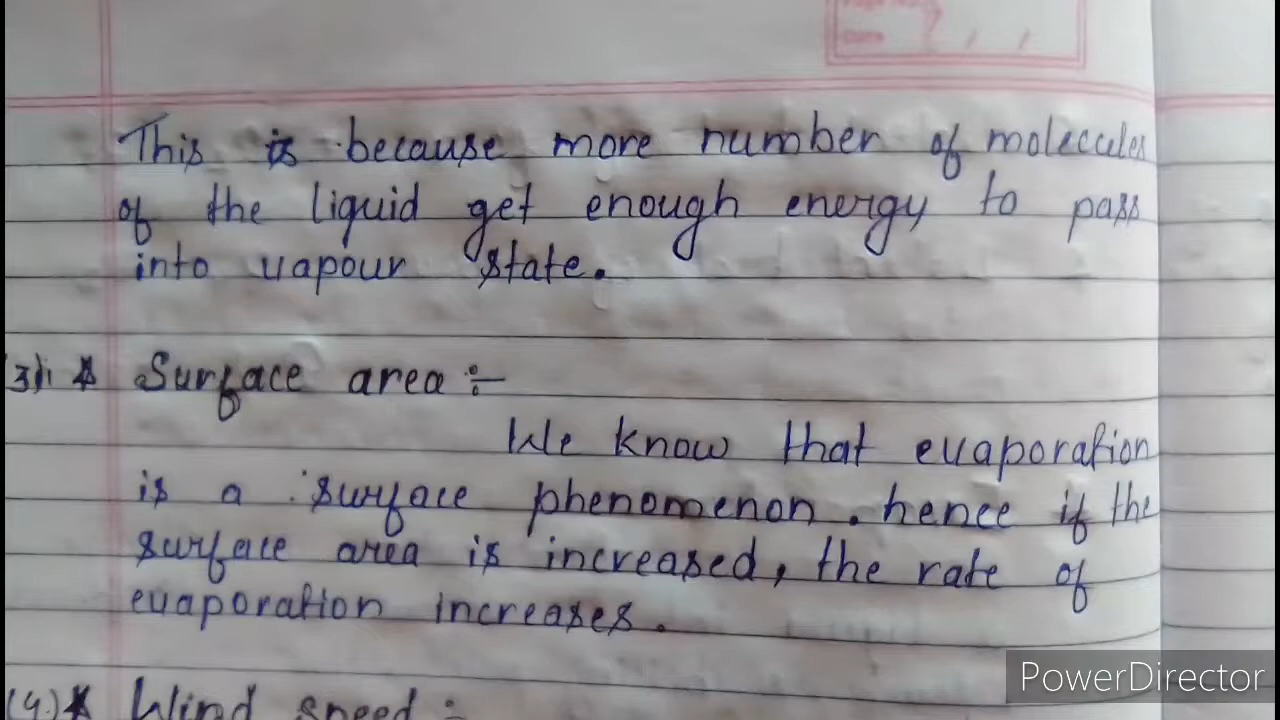 Date / /
This is because more number of molecules
of the liquid get enough energy to pass
into vapour state.
3) * Surface area :-
We know that evaporation
is a surface phenomenon. hence if the
surface area is increased, the rate of
evaporation increases.
(4.) * Wind speed :-
PowerDirector